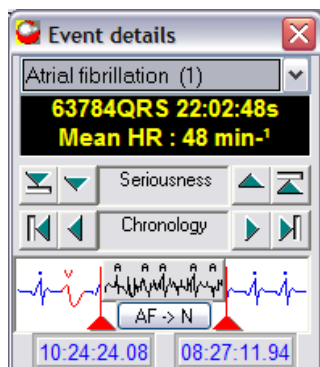 Event details
Atrial fibrillation (1)
63784QRS 22:02:48s
Mean HR : 48 min-¹
Seriousness
Chronology
A A A A A
AF -> N
10:24:24.08 08:27:11.94